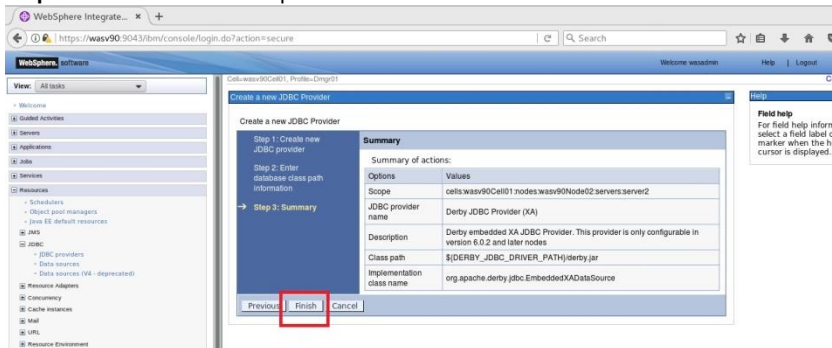 WebSphere Integrate...
https://wasv90:9043/ibm/console/login.do?action=secure
Search
WebSphere. software
Welcome wasadmin
Help | Logout
View: All tasks
Cell=wasv90Cell01, Profile=Dmgr01
Welcome
Guided Activities
Servers
Applications
Jobs
Services
Resources
Schedulers
Object pool managers
Java EE default resources
JMS
JDBC
JDBC providers
Data sources
Data sources (V4 - deprecated)
Resource Adapters
Concurrency
Cache instances
Mail
URL
Resource Environment
Create a new JDBC Provider
Create a new JDBC Provider
Step 1: Create new
JDBC provider
Step 2: Enter
database class path
information
Step 3: Summary
Summary
Summary of actions:
Options Values
Scope cells:wasv90Cell01:nodes:wasv90Node02:servers:server2
JDBC provider
name
Derby JDBC Provider (XA)
Description
Derby embedded XA JDBC Provider. This provider is only configurable in
version 6.0.2 and later nodes
Class path ${DERBY_JDBC_DRIVER_PATH}/derby.jar
Implementation
class name
org.apache.derby.jdbc.EmbeddedXADataSource
Previous Finish Cancel
Help
Field help
For field help inform
select a field label o
marker when the h
cursor is displayed.